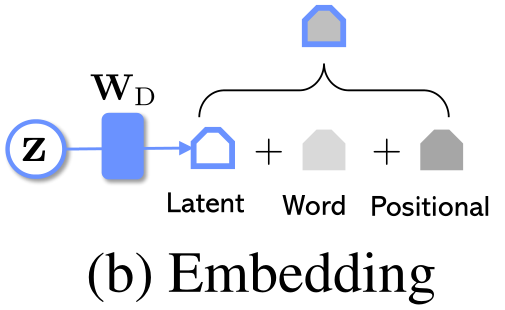 W_D
z + +
Latent Word Positional
(b) Embedding